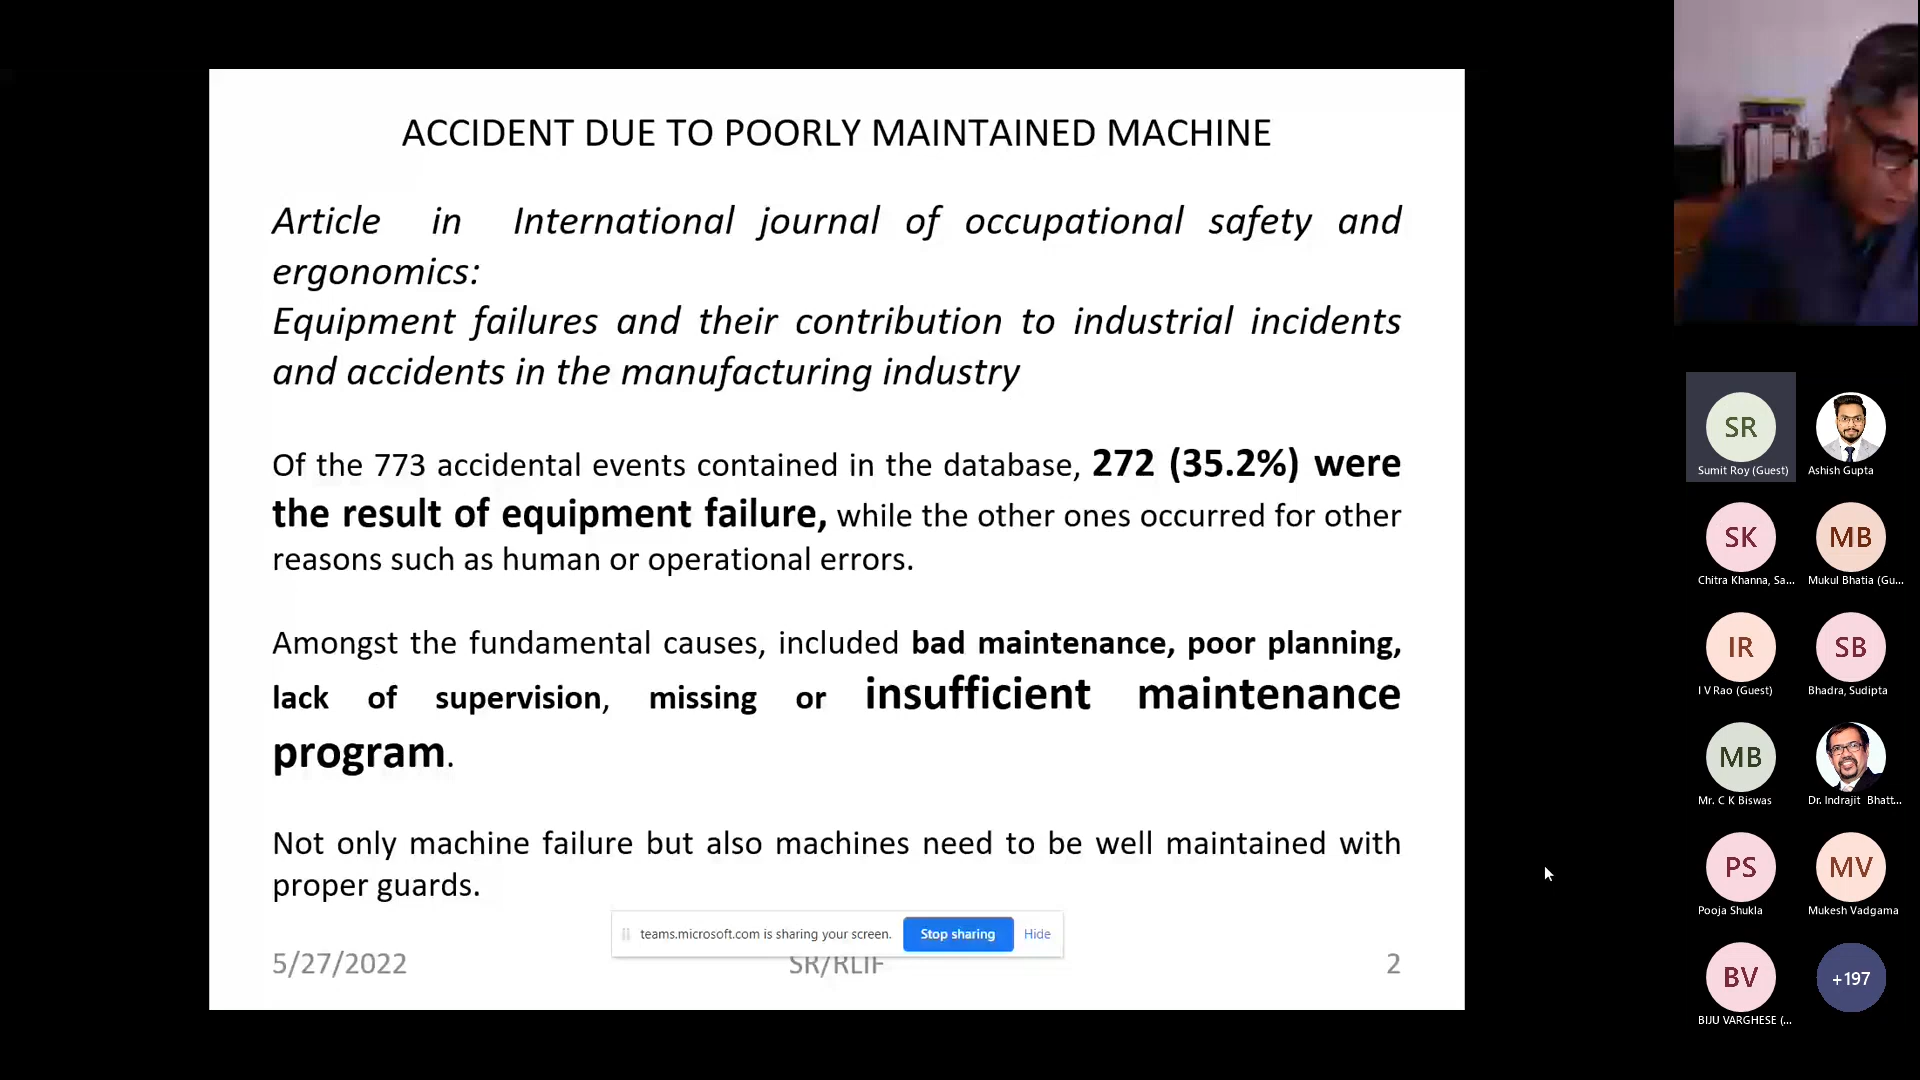 ACCIDENT DUE TO POORLY MAINTAINED MACHINE
Article in International journal of occupational safety and
ergonomics:
Equipment failures and their contribution to industrial incidents
and accidents in the manufacturing industry
Of the 773 accidental events contained in the database, 272 (35.2%) were
the result of equipment failure, while the other ones occurred for other
reasons such as human or operational errors.
Amongst the fundamental causes, included bad maintenance, poor planning,
lack of supervision, missing or insufficient maintenance
program.
Not only machine failure but also machines need to be well maintained with
proper guards.
teams.microsoft.com is sharing your screen. Stop sharing Hide
5/27/2022 SR/RLIF 2
SR
Sumit Roy (Guest) Ashish Gupta
SK MB
Chitra Khanna, Sa... Mukul Bhatia (Gu...
IR SB
I V Rao (Guest) Bhadra, Sudipta
MB
Mr. C K Biswas Dr. Indrajit Bhatt...
PS MV
Pooja Shukla Mukesh Vadgama
BV +197
BIJU VARGHESE (...